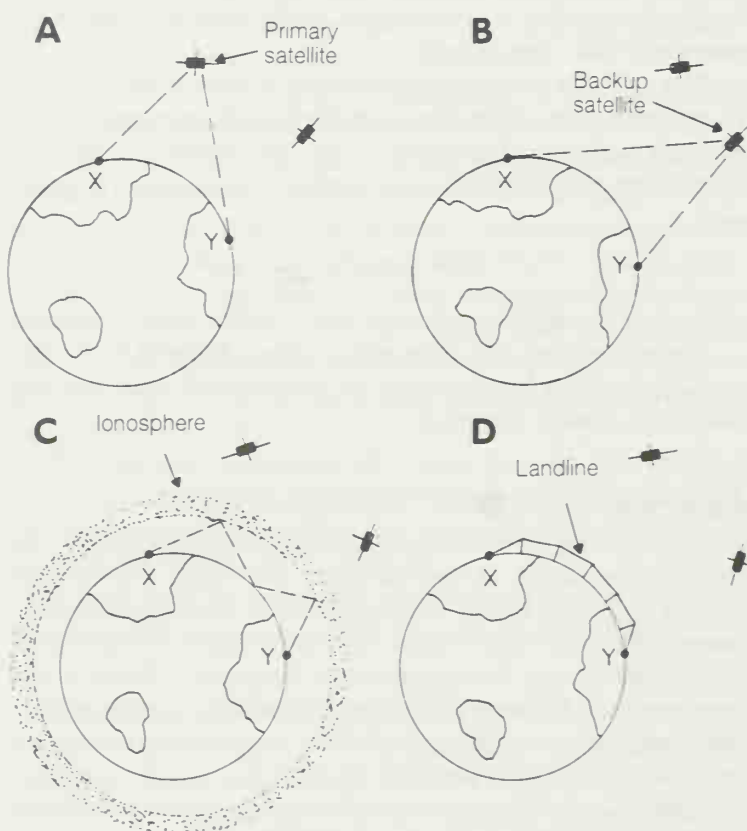 A
Primary
satellite
X
Y
B
Backup
satellite
X
Y
C
Ionosphere
X
Y
D
Landline
X
Y